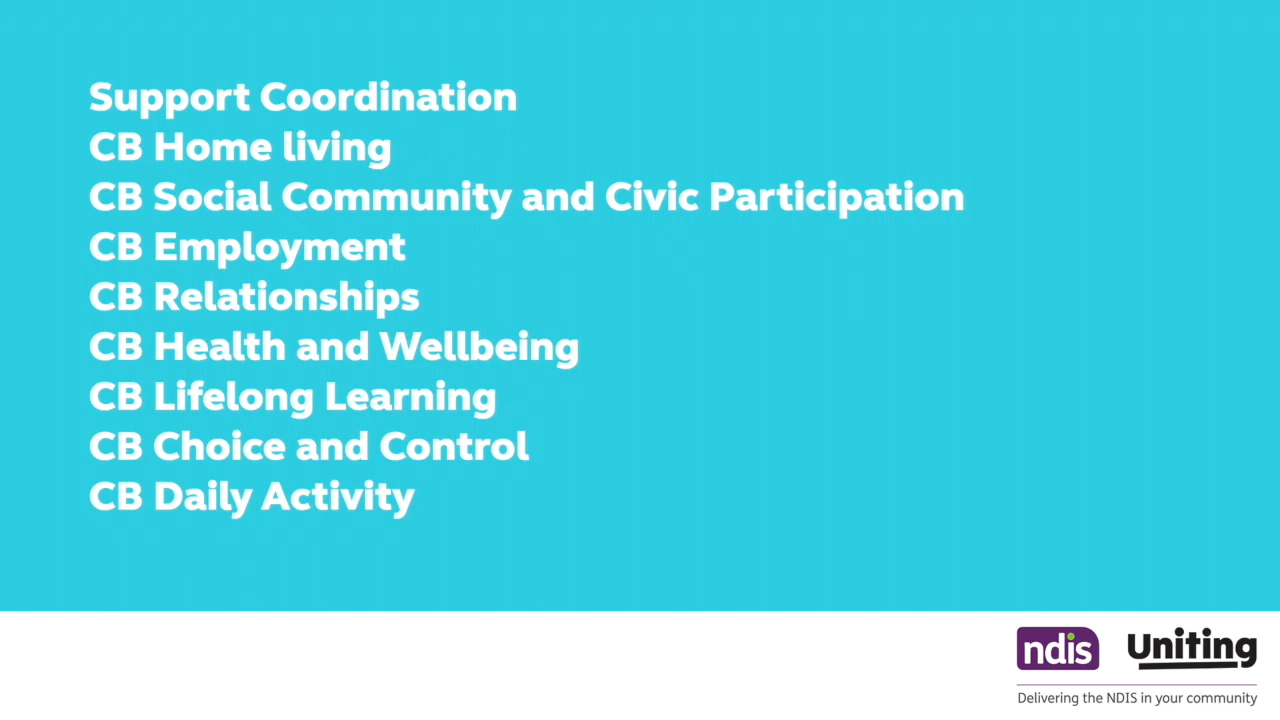 Support Coordination
CB Home living
CB Social Community and Civic Participation
CB Employment
CB Relationships
CB Health and Wellbeing
CB Lifelong Learning
CB Choice and Control
CB Daily Activity
ndis Uniting
Delivering the NDIS in your community